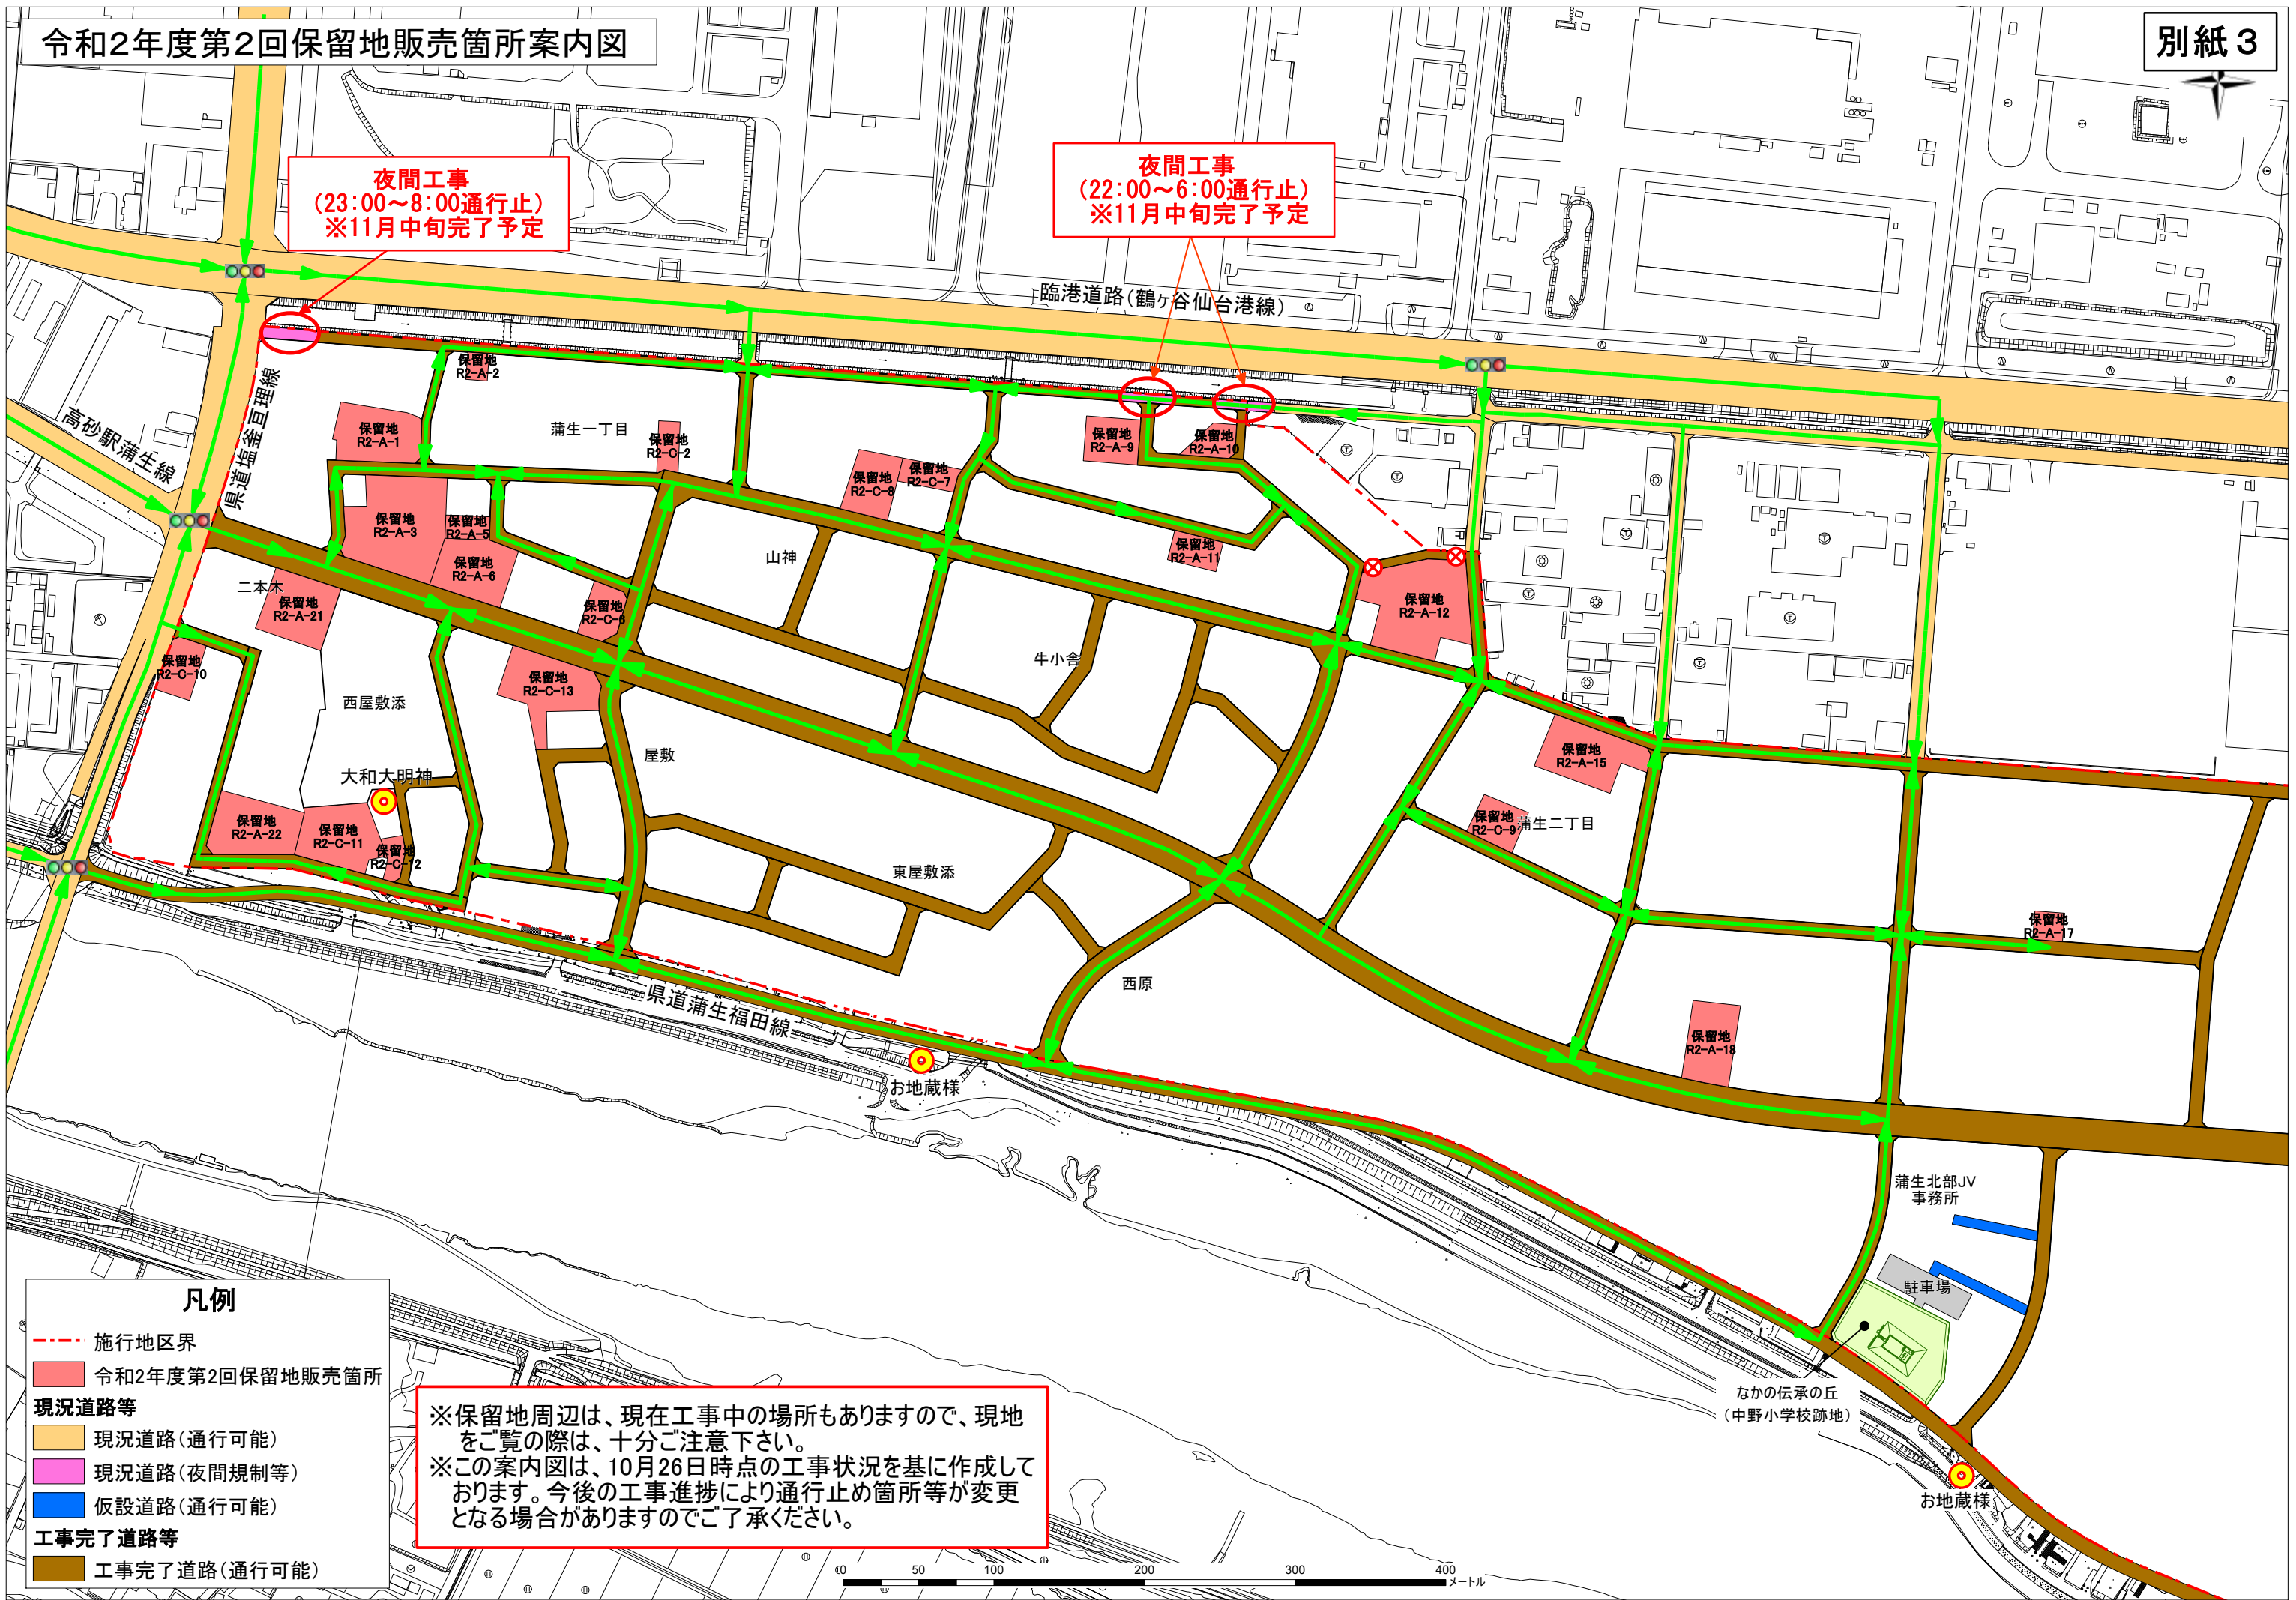 令和2年度第2回保留地販売箇所案内図
別紙3
夜間工事
(23:00～8:00通行止)
※11月中旬完了予定
夜間工事
(22:00～6:00通行止)
※11月中旬完了予定
臨港道路(鶴ヶ谷仙台港線)
高砂駅蒲生線
県道塩釜亘理線
保留地
R2-A-2
保留地
R2-A-1
蒲生一丁目
保留地
R2-C-2
保留地
R2-A-9
保留地
R2-A-10
保留地
R2-C-8
保留地
R2-C-7
保留地
R2-A-3
保留地
R2-A-5
保留地
R2-A-6
山神
保留地
R2-A-11
二本木
保留地
R2-A-21
保留地
R2-C-6
保留地
R2-A-12
保留地
R2-C-10
保留地
R2-C-13
牛小舎
西屋敷添
屋敷
保留地
R2-A-15
大和大明神
保留地
R2-A-22
保留地
R2-C-11
保留地
R2-C-12
保留地
R2-C-9
蒲生二丁目
東屋敷添
保留地
R2-A-17
西原
県道蒲生福田線
保留地
R2-A-18
お地蔵様
蒲生北部JV
事務所
駐車場
なかの伝承の丘
(中野小学校跡地)
お地蔵様
凡例
施行地区界
令和2年度第2回保留地販売箇所
現況道路等
現況道路(通行可能)
現況道路(夜間規制等)
仮設道路(通行可能)
工事完了道路等
工事完了道路(通行可能)
※保留地周辺は、現在工事中の場所もありますので、現地
をご覧の際は、十分ご注意下さい。
※この案内図は、10月26日時点の工事状況を基に作成して
おります。今後の工事進捗により通行止め箇所等が変更
となる場合がありますのでご了承ください。
0 50 100 200 300 400
メートル